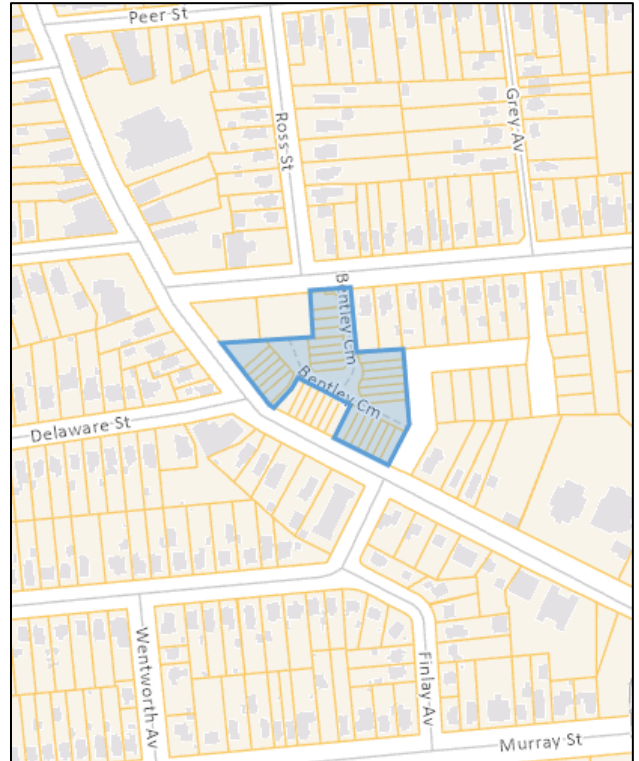 Peer St
Ross St
Grey Av
Bentley Cm
Bentley Cm
Delaware St
Wentworth Av
Finlay Av
Murray St